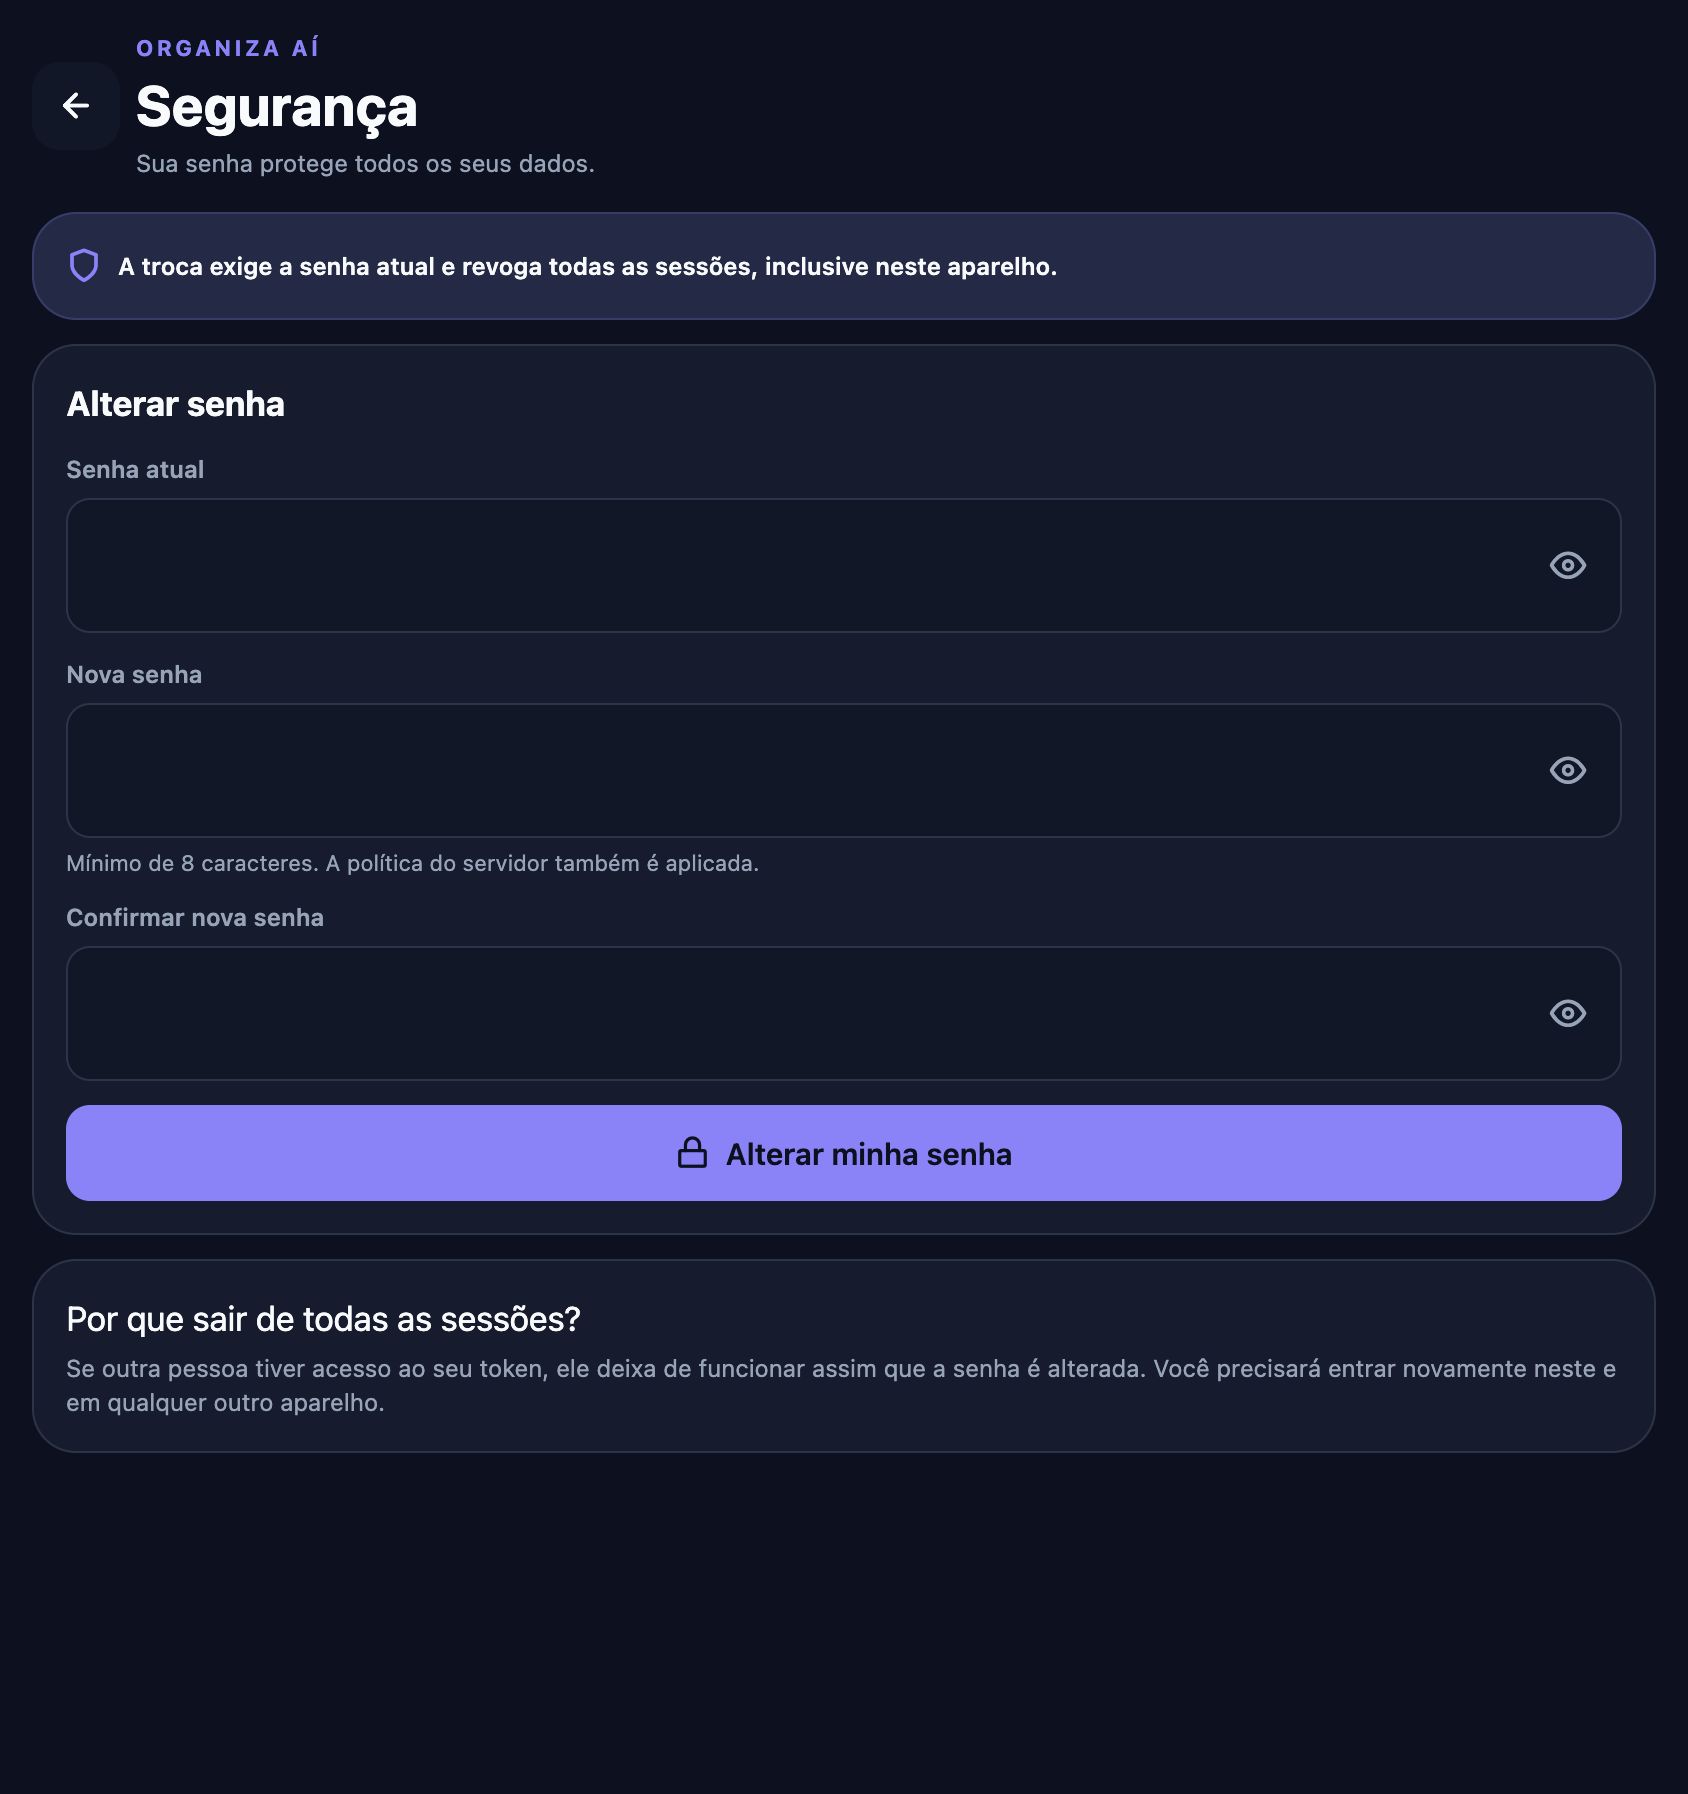 ORGANIZA AÍ
Segurança
Sua senha protege todos os seus dados.
A troca exige a senha atual e revoga todas as sessões, inclusive neste aparelho.
Alterar senha
Senha atual
Nova senha
Mínimo de 8 caracteres. A política do servidor também é aplicada.
Confirmar nova senha
Alterar minha senha
Por que sair de todas as sessões?
Se outra pessoa tiver acesso ao seu token, ele deixa de funcionar assim que a senha é alterada. Você precisará entrar novamente neste e
em qualquer outro aparelho.